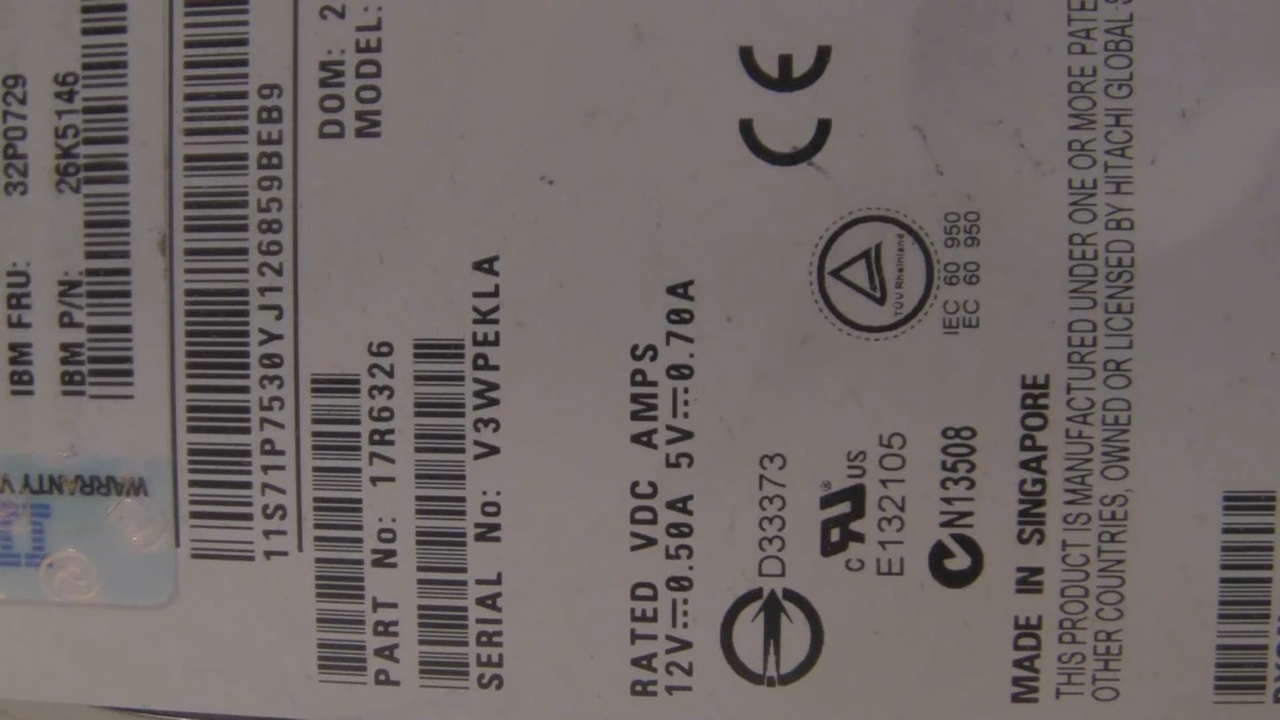 IBM FRU: 32P0729
IBM P/N: 26K5146
WARRANTY
11S71P7530YJ126859BEB9
DOM: 2
MODEL:
PART No: 17R6326
SERIAL No: V3WPEKLA
RATED VDC AMPS
12V⎓0.50A 5V⎓0.70A
D33373
CE
c RU ® US
E132105
TÜV Rheinland
IEC 60 950
EC 60 950
N13508
MADE IN SINGAPORE
THIS PRODUCT IS MANUFACTURED UNDER ONE OR MORE PATE
OTHER COUNTRIES, OWNED OR LICENSED BY HITACHI GLOBAL